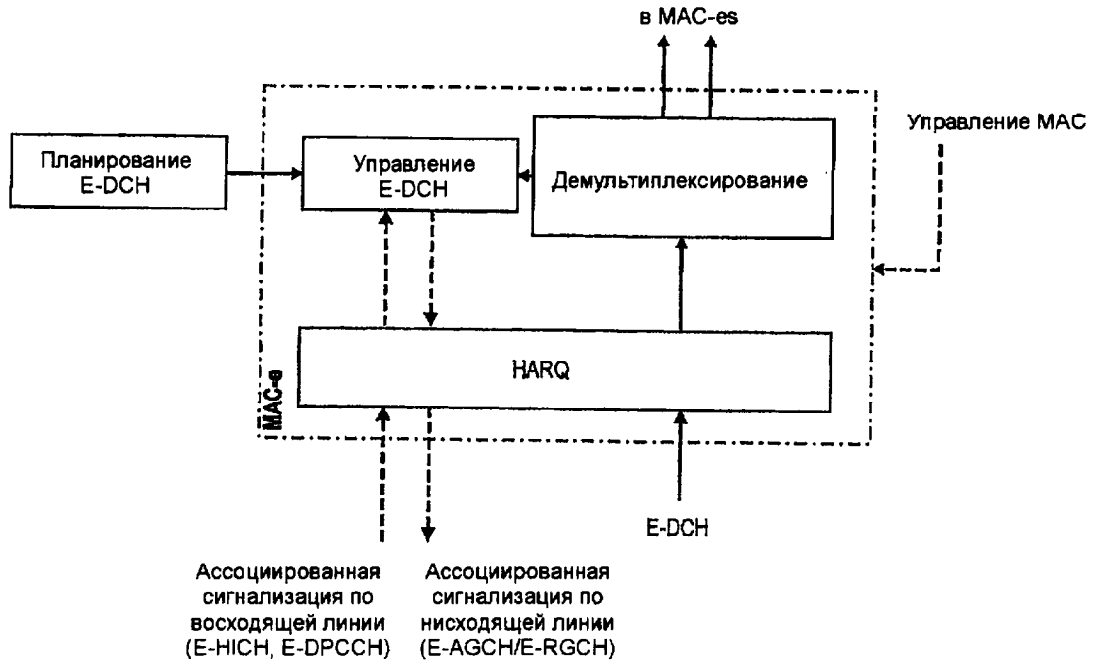 в MAC-es
Управление MAC
Планирование
E-DCH
Управление
E-DCH
Демультиплексирование
HARQ
MAC-e
E-DCH
Ассоциированная
сигнализация по
восходящей линии
(E-HICH, E-DPCCH)
Ассоциированная
сигнализация по
нисходящей линии
(E-AGCH/E-RGCH)